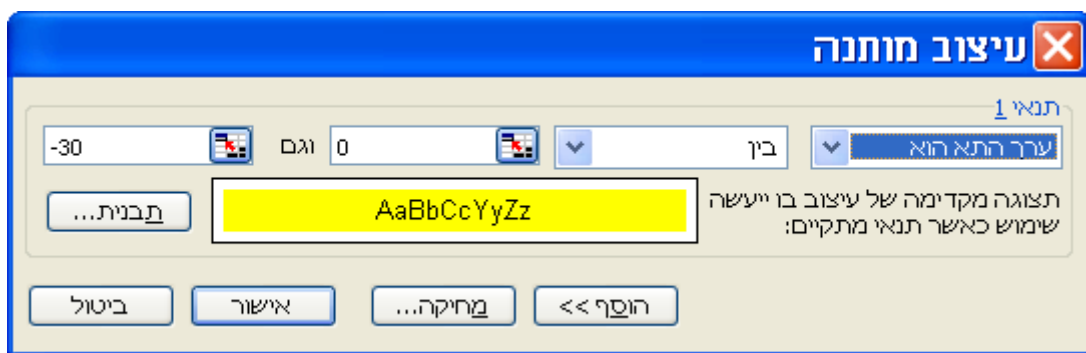 עיצוב מותנה
תנאי 1
ערך התא הוא בין 0 וגם -30
תצוגה מקדימה של עיצוב בו ייעשה
שימוש כאשר תנאי מתקיים:
AaBbCcYyZz
תבנית...
הוסף >> מחיקה... אישור ביטול